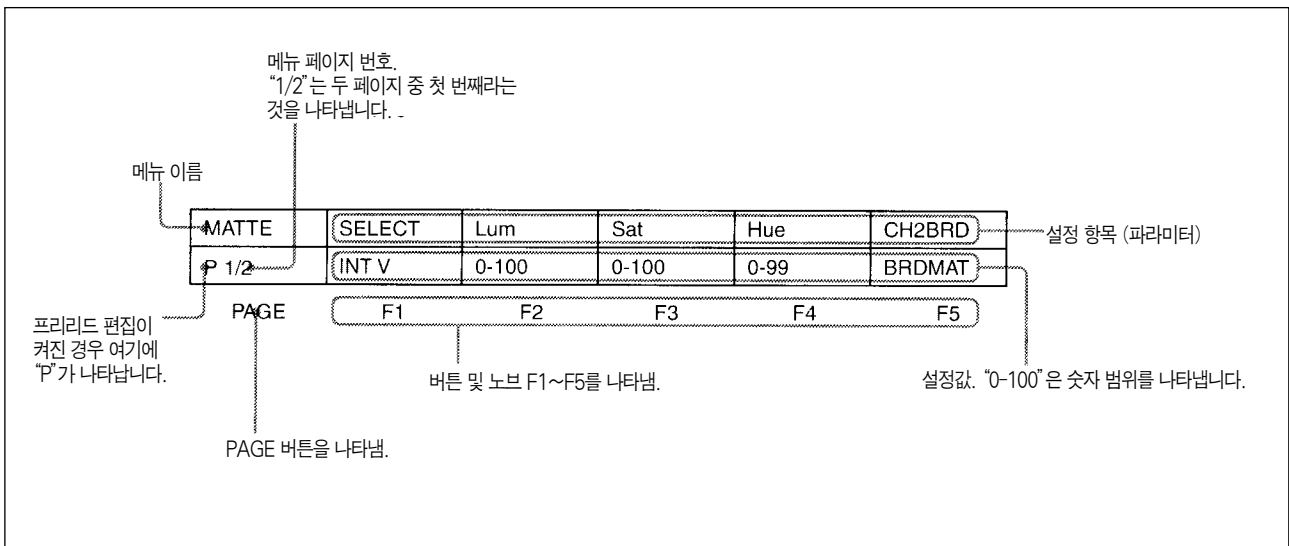 메뉴 페이지 번호.
“1/2”는 두 페이지 중 첫 번째라는
것을 나타냅니다.
메뉴 이름
MATTE SELECT Lum Sat Hue CH2BRD
설정 항목 (파라미터)
P 1/2 INT V 0-100 0-100 0-99 BRDMAT
PAGE F1 F2 F3 F4 F5
프리리드 편집이
켜진 경우 여기에
“P”가 나타납니다.
버튼 및 노브 F1~F5를 나타냄.
설정값. “0-100”은 숫자 범위를 나타냅니다.
PAGE 버튼을 나타냄.